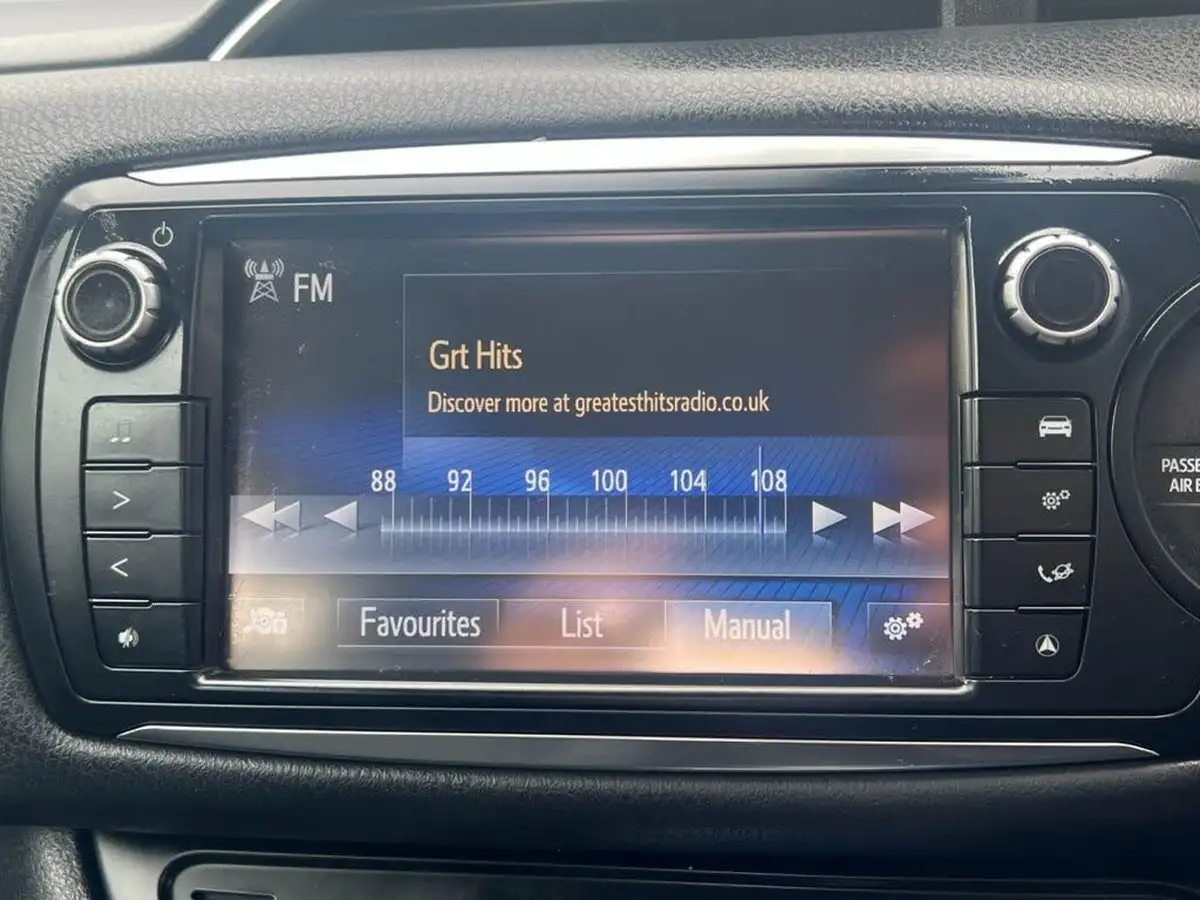 FM
Grt Hits
Discover more at greatesthitsradio.co.uk
88 92 96 100 104 108
Favourites List Manual
PASSE
AIR B